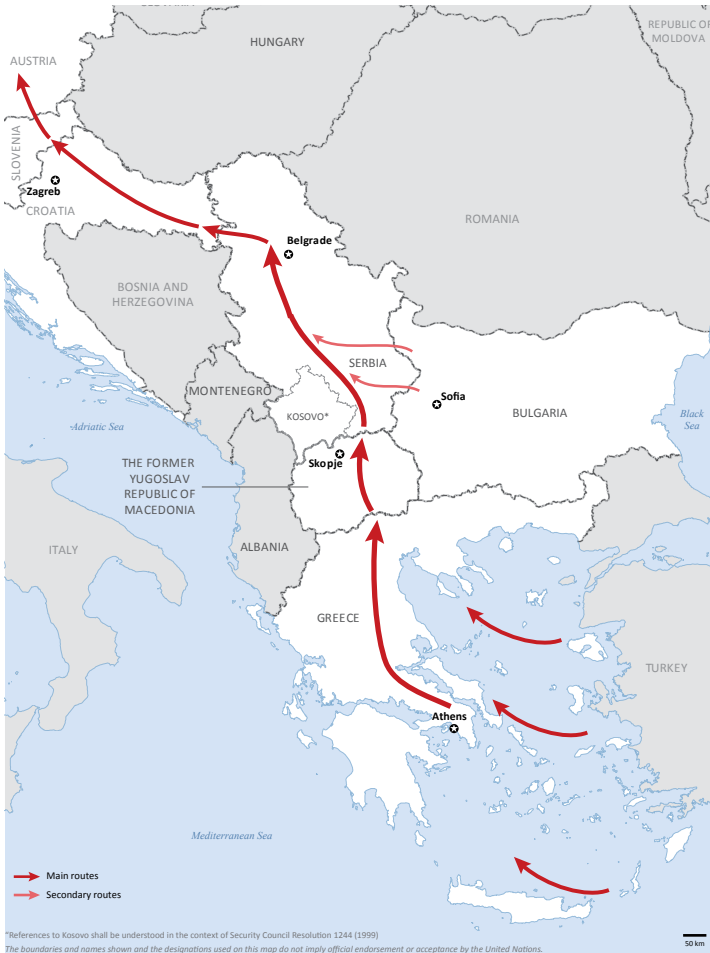 HUNGARY
REPUBLIC OF
MOLDOVA
AUSTRIA
SLOVENIA
Zagreb
CROATIA
ROMANIA
Belgrade
BOSNIA AND
HERZEGOVINA
SERBIA
MONTENEGRO
KOSOVO*
Sofia
BULGARIA
Black
Sea
Adriatic Sea
Skopje
THE FORMER
YUGOSLAV
REPUBLIC OF
MACEDONIA
ITALY
ALBANIA
GREECE
TURKEY
Athens
Mediterranean Sea
Main routes
Secondary routes
*References to Kosovo shall be understood in the context of Security Council Resolution 1244 (1999)
The boundaries and names shown and the designations used on this map do not imply official endorsement or acceptance by the United Nations.
50 km